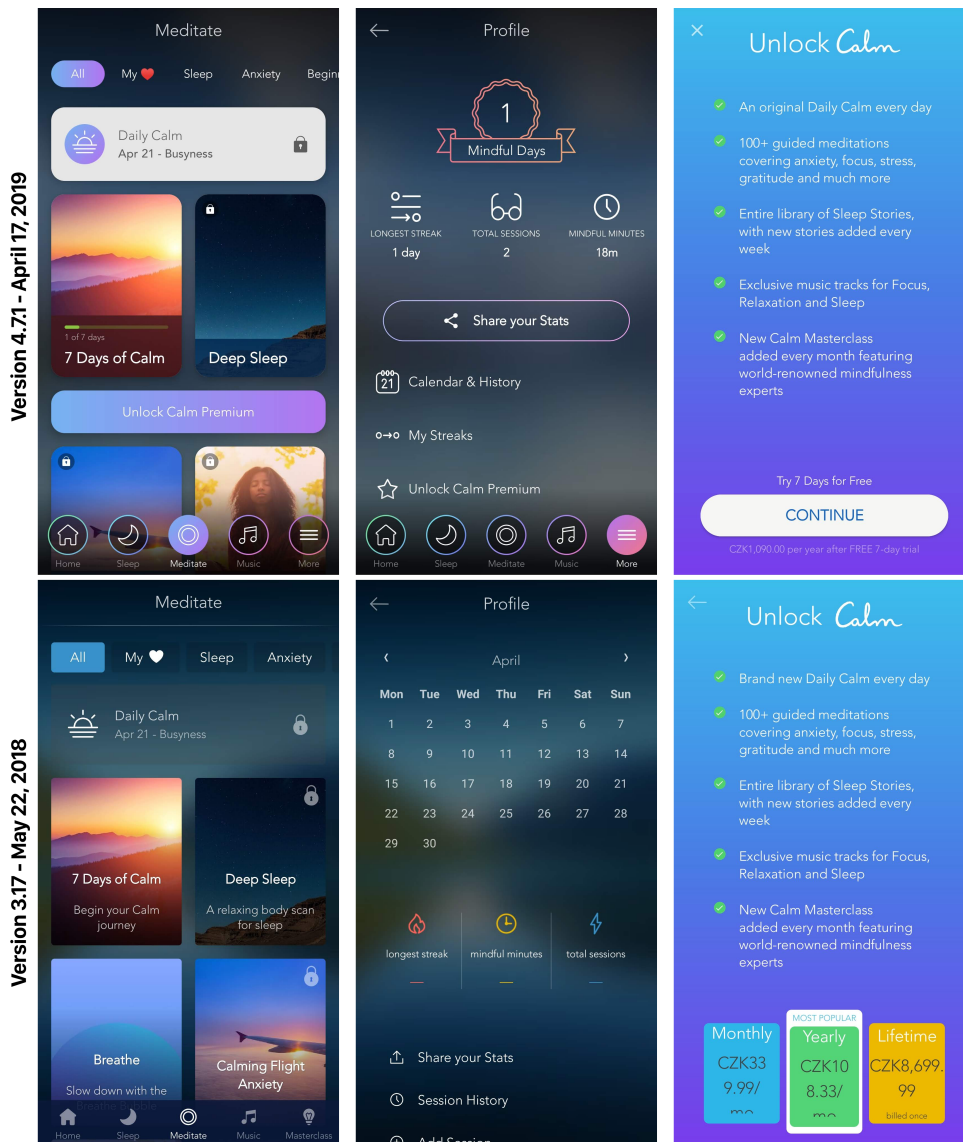 Version 4.71 - April 17, 2019
Meditate
All My Sleep Anxiety Begin
Daily Calm
Apr 21 - Busyness
1 of 7 days
7 Days of Calm
Deep Sleep
Unlock Calm Premium
Home Sleep Meditate Music More
Profile
1
Mindful Days
LONGEST STREAK TOTAL SESSIONS MINDFUL MINUTES
1 day 2 18m
Share your Stats
21 Calendar & History
My Streaks
Unlock Calm Premium
Home Sleep Meditate Music More
Unlock Calm
An original Daily Calm every day
100+ guided meditations
covering anxiety, focus, stress,
gratitude and much more
Entire library of Sleep Stories,
with new stories added every
week
Exclusive music tracks for Focus,
Relaxation and Sleep
New Calm Masterclass
added every month featuring
world-renowned mindfulness
experts
Try 7 Days for Free
CONTINUE
CZK1,090.00 per year after FREE 7-day trial
Version 3.17 - May 22, 2018
Meditate
All My Sleep Anxiety
Daily Calm
Apr 21 - Busyness
7 Days of Calm
Begin your Calm
journey
Deep Sleep
A relaxing body scan
for sleep
Breathe
Slow down with the
Calming Flight
Anxiety
Home Sleep Meditate Music Masterclass
Profile
April
Mon Tue Wed Thu Fri Sat Sun
1 2 3 4 5 6 7
8 9 10 11 12 13 14
15 16 17 18 19 20 21
22 23 24 25 26 27 28
29 30
longest streak mindful minutes total sessions
— — —
Share your Stats
Session History
Add Session
Unlock Calm
Brand new Daily Calm every day
100+ guided meditations
covering anxiety, focus, stress,
gratitude and much more
Entire library of Sleep Stories,
with new stories added every
week
Exclusive music tracks for Focus,
Relaxation and Sleep
New Calm Masterclass
added every month featuring
world-renowned mindfulness
experts
Monthly
CZK33
9.99/
mo
MOST POPULAR
Yearly
CZK10
8.33/
mo
Lifetime
CZK8,699.
99
billed once